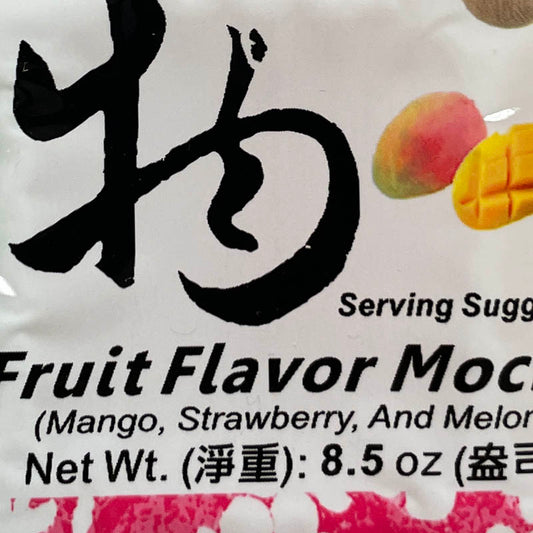 物
Serving Sugg
Fruit Flavor Moc
(Mango, Strawberry, And Melon
Net Wt. (淨重): 8.5 oz (盎司